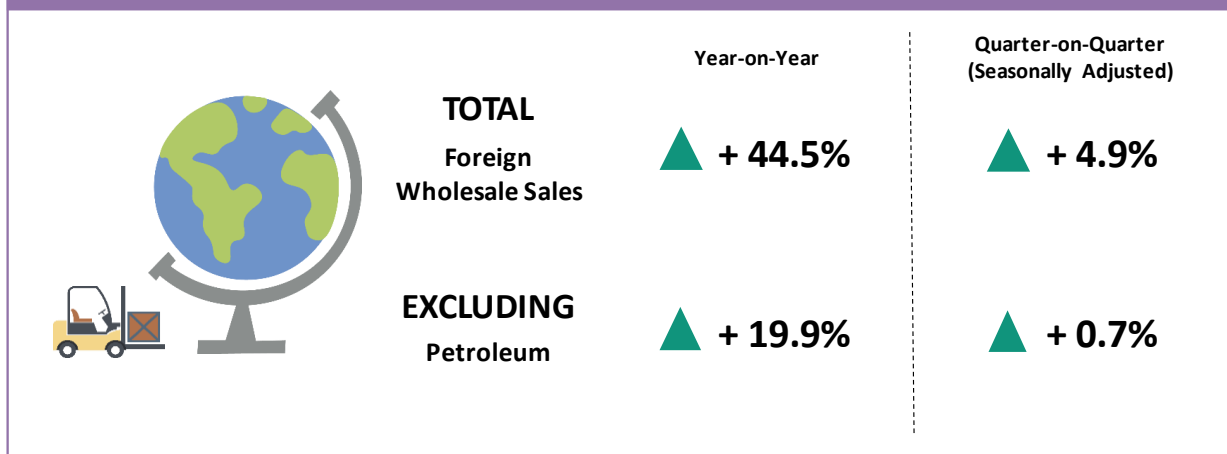 Year-on-Year
Quarter-on-Quarter
(Seasonally Adjusted)
TOTAL
Foreign
Wholesale Sales
+ 44.5%
+ 4.9%
EXCLUDING
Petroleum
+ 19.9%
+ 0.7%